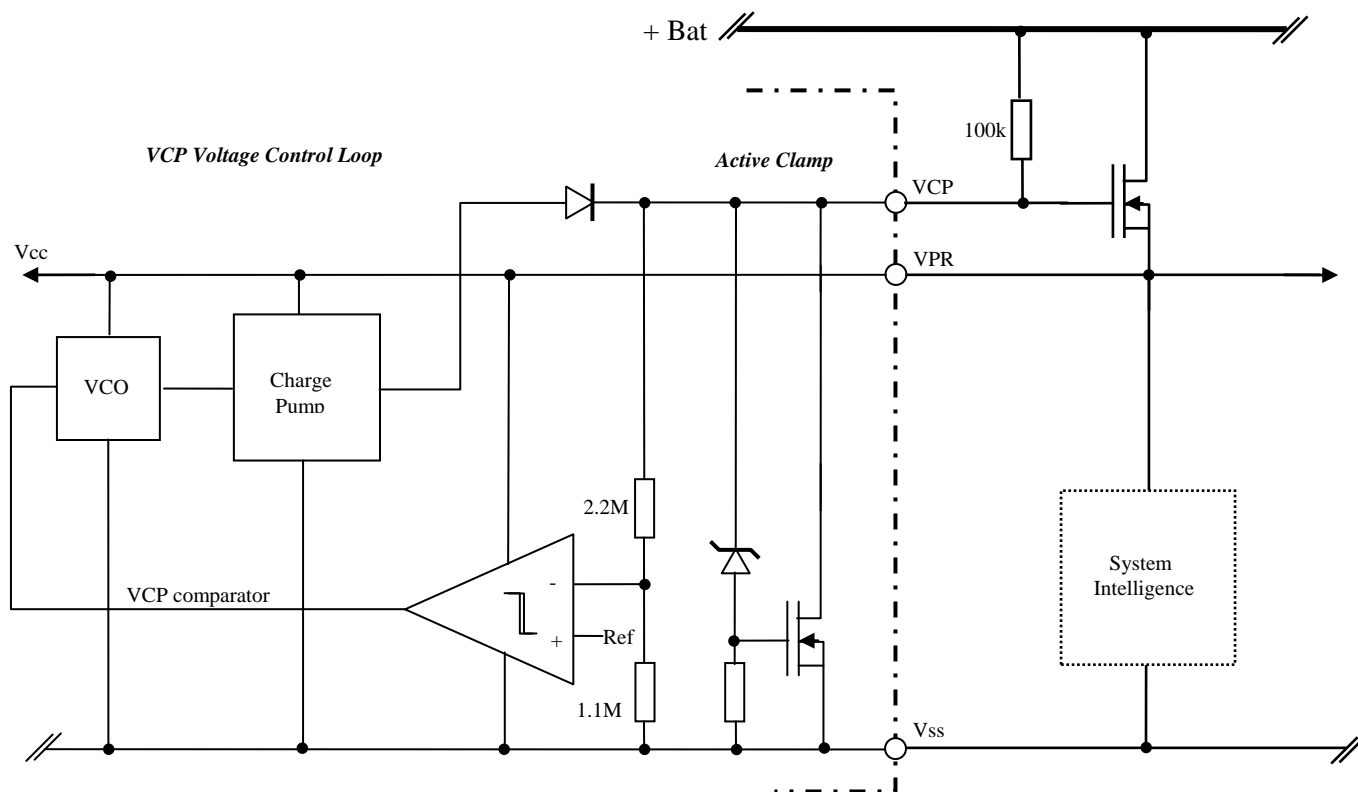 + Bat
100k
VCP Voltage Control Loop
Active Clamp
VCP
Vcc
VPR
VCO
Charge
Pump
2.2M
System
Intelligence
-
VCP comparator
+
Ref
1.1M
Vss